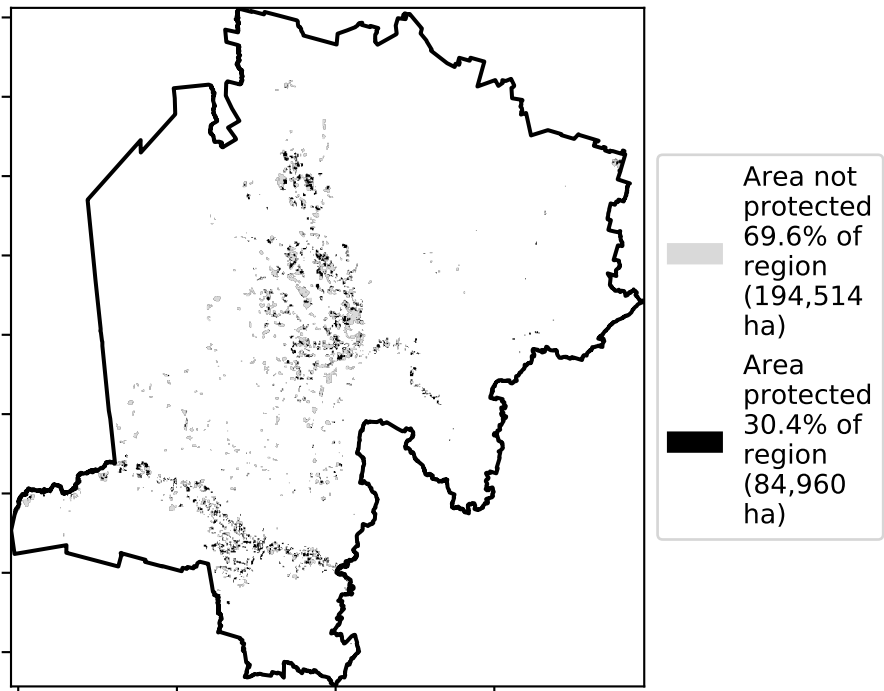 Area not
protected
69.6% of
region
(194,514
ha)
Area
protected
30.4% of
region
(84,960
ha)